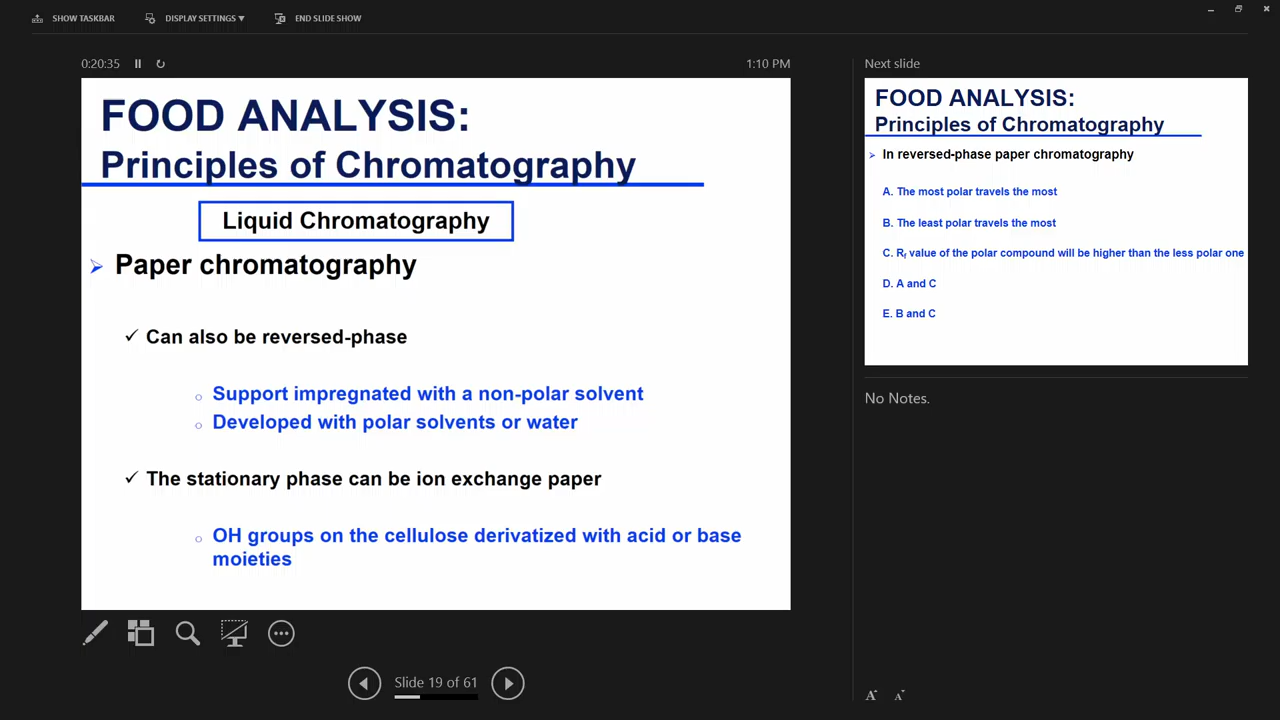 SHOW TASKBAR
DISPLAY SETTINGS ▼
END SLIDE SHOW
0:20:35
1:10 PM
FOOD ANALYSIS:
Principles of Chromatography
Liquid Chromatography
➢ Paper chromatography
✓ Can also be reversed-phase
○ Support impregnated with a non-polar solvent
○ Developed with polar solvents or water
✓ The stationary phase can be ion exchange paper
○ OH groups on the cellulose derivatized with acid or base
moieties
Slide 19 of 61
Next slide
FOOD ANALYSIS:
Principles of Chromatography
➢ In reversed-phase paper chromatography
A. The most polar travels the most
B. The least polar travels the most
C. Rf value of the polar compound will be higher than the less polar one
D. A and C
E. B and C
No Notes.
A A